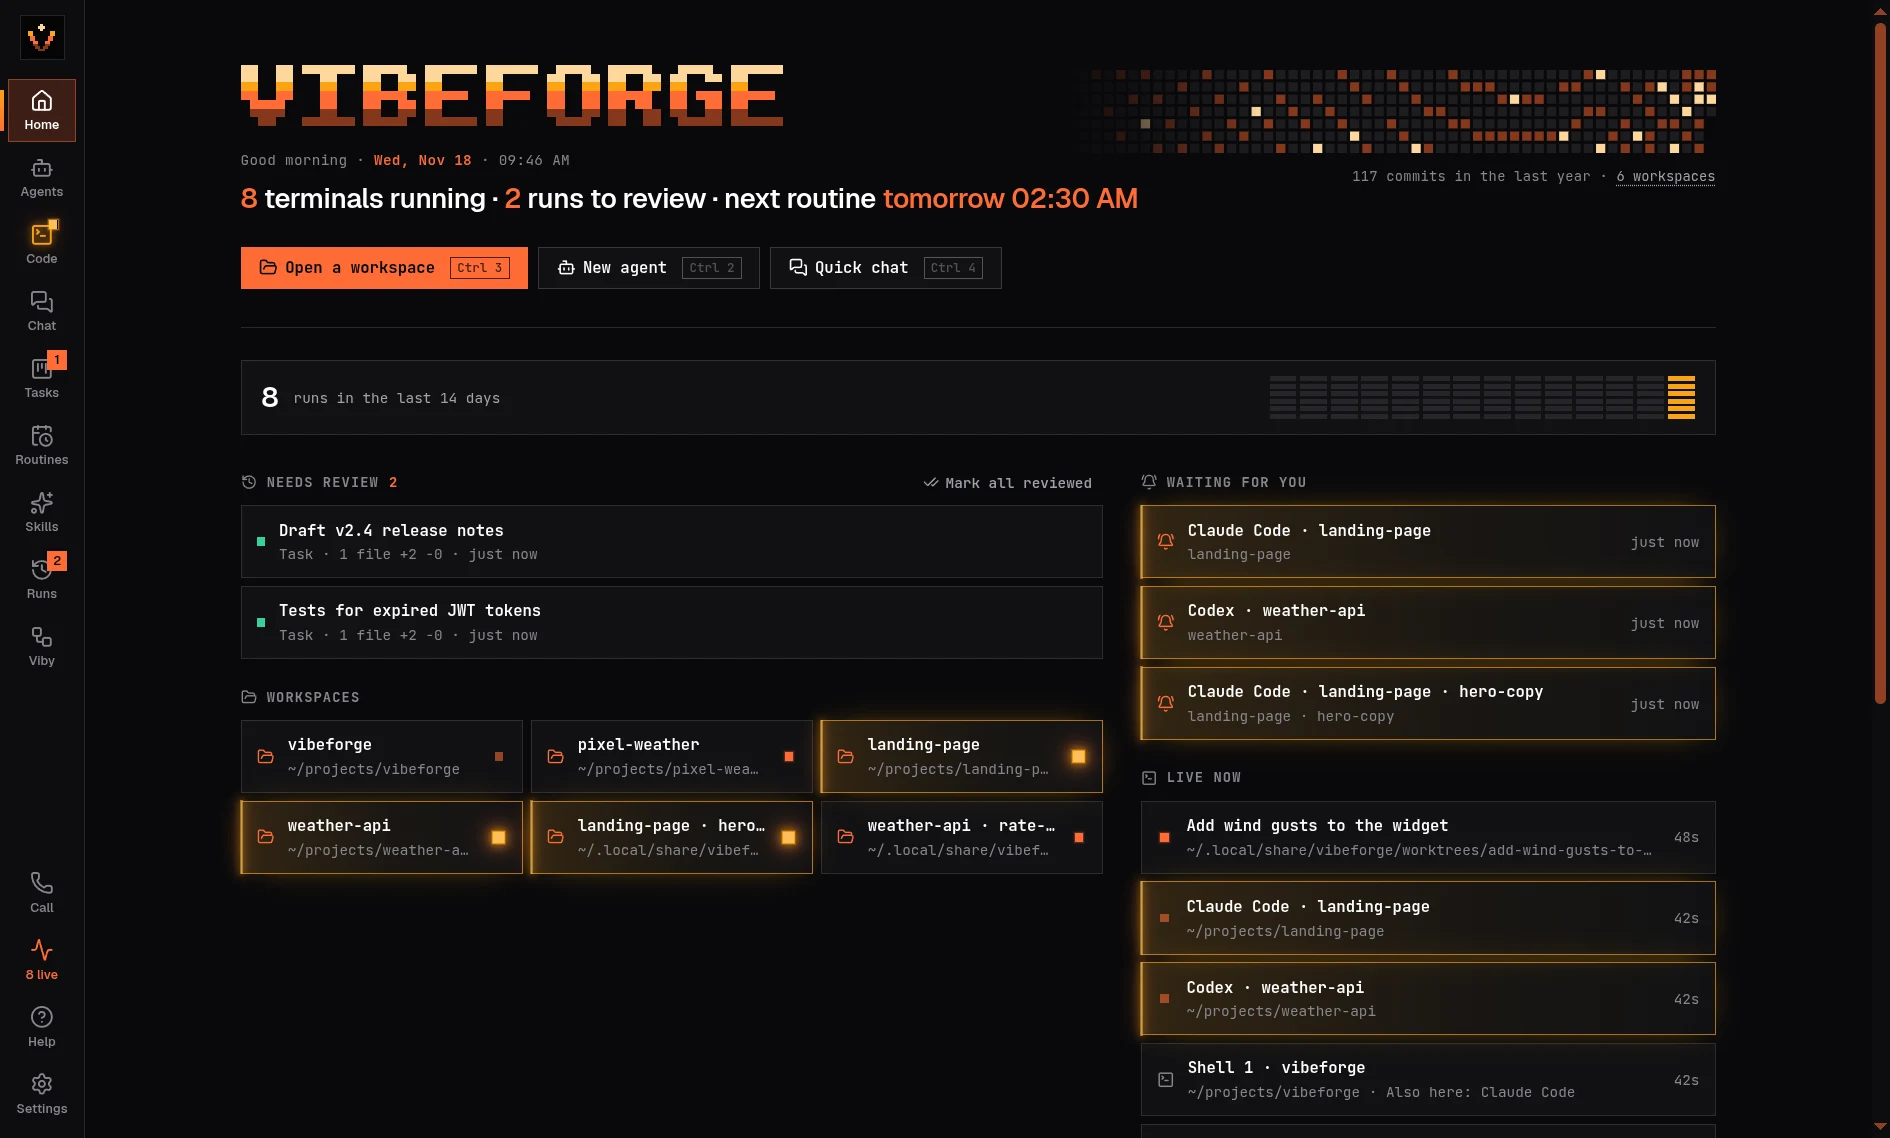 Home
Agents
Code
Chat
1
Tasks
Routines
Skills
2
Runs
Viby
Call
8 live
Help
Settings
VIBEFORGE
Good morning · Wed, Nov 18 · 09:46 AM
8 terminals running · 2 runs to review · next routine tomorrow 02:30 AM
117 commits in the last year · 6 workspaces
Open a workspace Ctrl 3
New agent Ctrl 2
Quick chat Ctrl 4
8 runs in the last 14 days
NEEDS REVIEW 2
Mark all reviewed
Draft v2.4 release notes
Task · 1 file +2 -0 · just now
Tests for expired JWT tokens
Task · 1 file +2 -0 · just now
WORKSPACES
vibeforge
~/projects/vibeforge
pixel-weather
~/projects/pixel-wea…
landing-page
~/projects/landing-p…
weather-api
~/projects/weather-a…
landing-page · hero…
~/.local/share/vibef…
weather-api · rate-…
~/.local/share/vibef…
WAITING FOR YOU
Claude Code · landing-page
landing-page
just now
Codex · weather-api
weather-api
just now
Claude Code · landing-page · hero-copy
landing-page · hero-copy
just now
LIVE NOW
Add wind gusts to the widget
~/.local/share/vibeforge/worktrees/add-wind-gusts-to-…
48s
Claude Code · landing-page
~/projects/landing-page
42s
Codex · weather-api
~/projects/weather-api
42s
Shell 1 · vibeforge
~/projects/vibeforge · Also here: Claude Code
42s